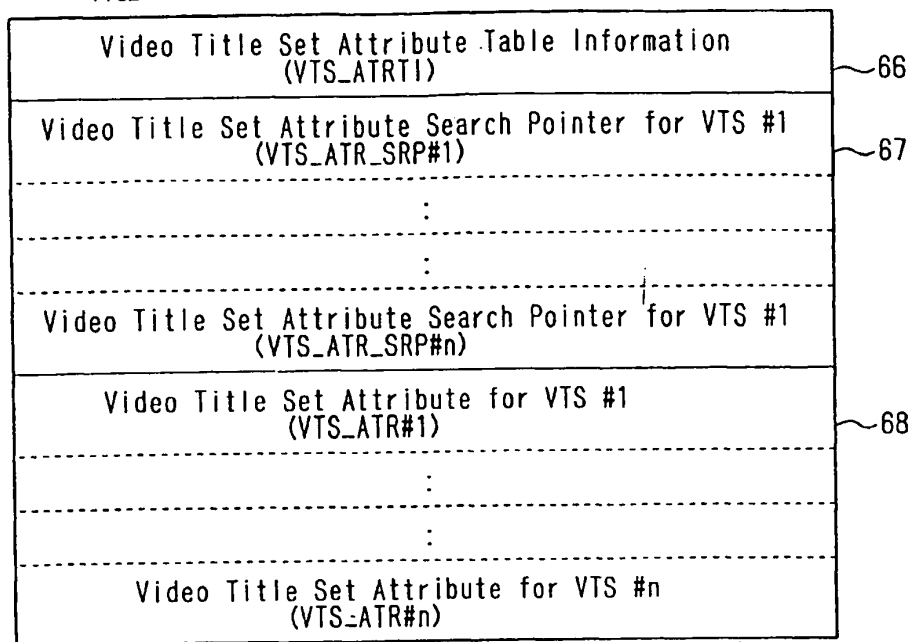 Video Title Set Attribute Table Information
(VTS_ATRTI)
66
Video Title Set Attribute Search Pointer for VTS #1
(VTS_ATR_SRP#1)
67
:
:
Video Title Set Attribute Search Pointer for VTS #1
(VTS_ATR_SRP#n)
Video Title Set Attribute for VTS #1
(VTS_ATR#1)
68
:
:
Video Title Set Attribute for VTS #n
(VTS_ATR#n)